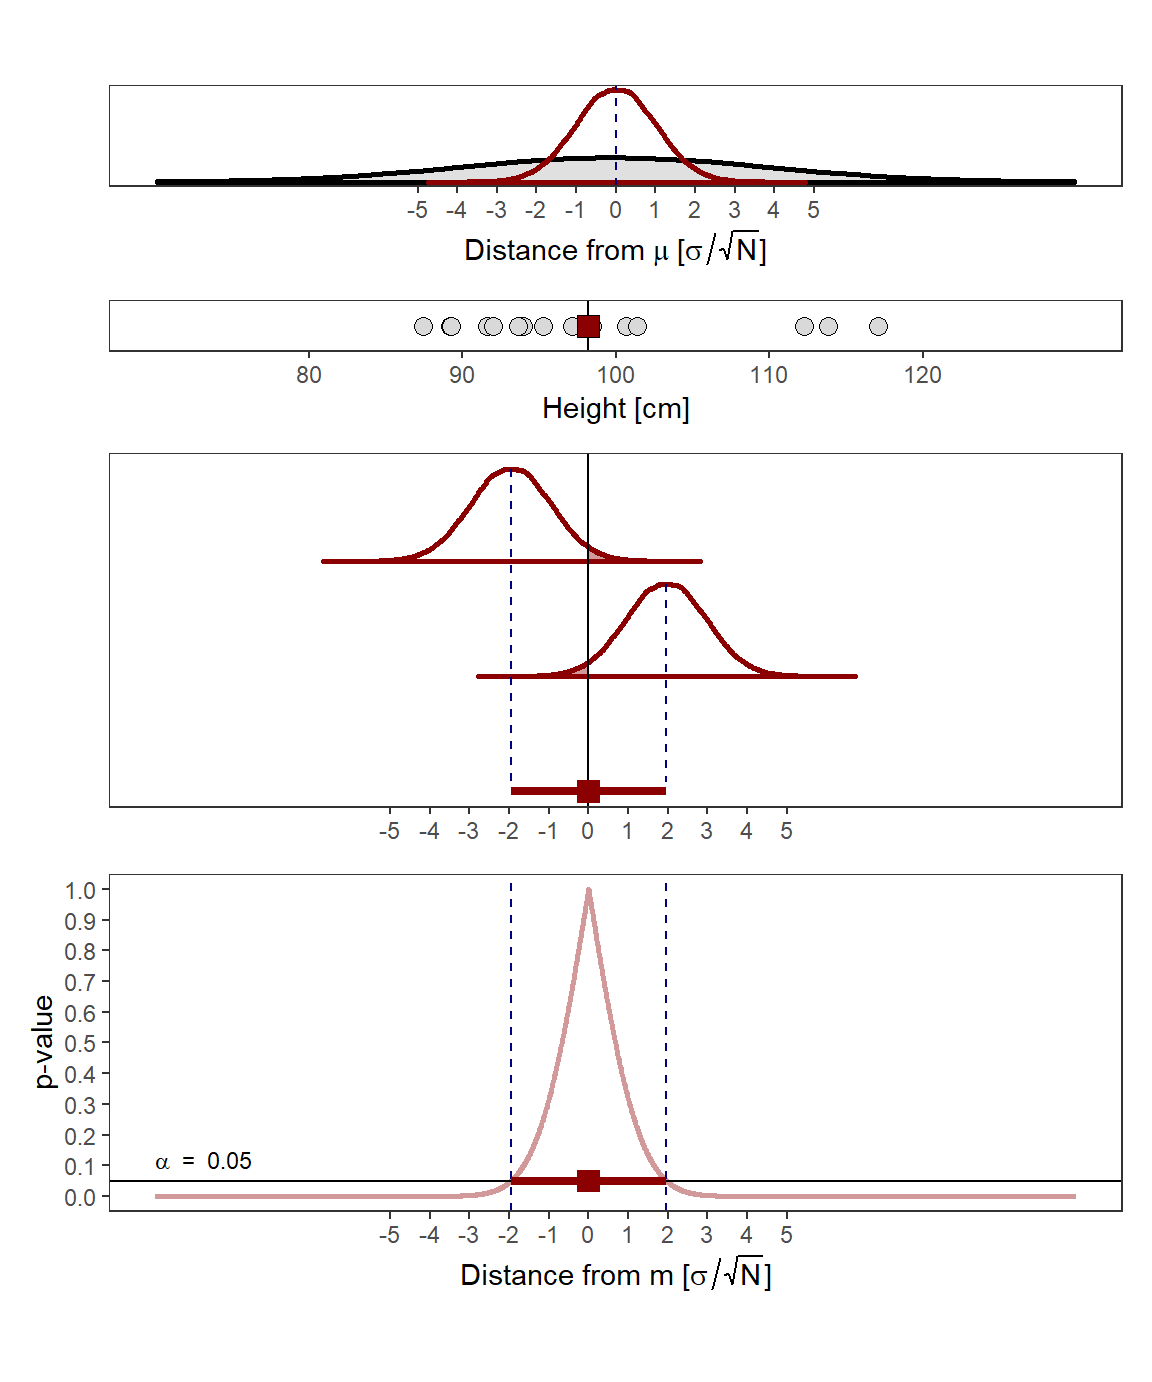 -5 -4 -3 -2 -1 0 1 2 3 4 5
Distance from μ [σ/√N]
80 90 100 110 120
Height [cm]
-5 -4 -3 -2 -1 0 1 2 3 4 5
1.0
0.9
0.8
0.7
0.6
0.5
0.4
0.3
0.2
0.1
0.0
p-value
α = 0.05
-5 -4 -3 -2 -1 0 1 2 3 4 5
Distance from m [σ/√N]